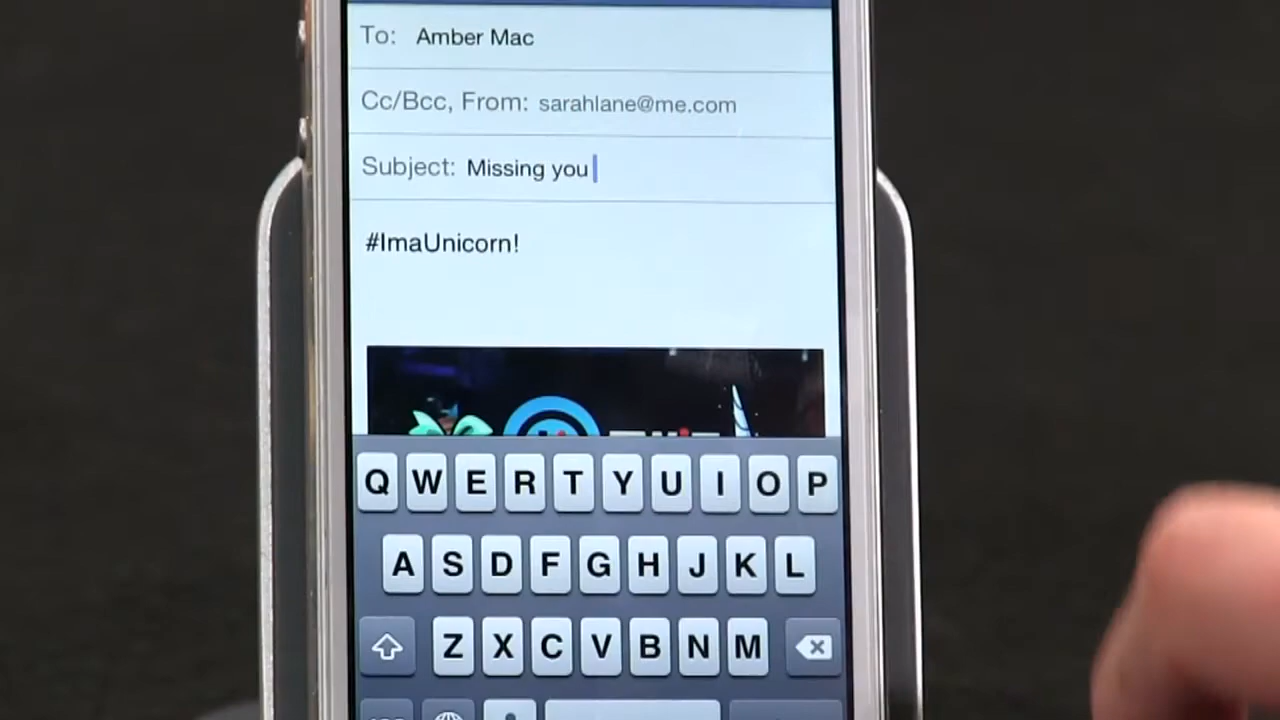 To: Amber Mac
Cc/Bcc, From: sarahlane@me.com
Subject: Missing you
#ImaUnicorn!
Q W E R T Y U I O P
A S D F G H J K L
Z X C V B N M